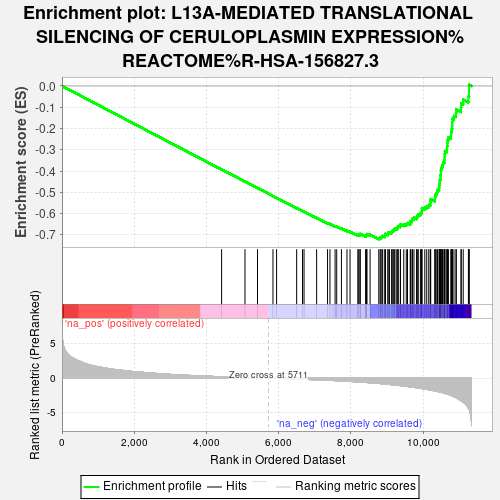 Enrichment plot: L13A-MEDIATED TRANSLATIONAL
SILENCING OF CERULOPLASMIN EXPRESSION%
REACTOME%R-HSA-156827.3
Enrichment score (ES)
0.0
-0.1
-0.2
-0.3
-0.4
-0.5
-0.6
-0.7
'na_pos' (positively correlated)
Ranked list metric (PreRanked)
5
0
-5
Zero cross at 5711
'na_neg' (negatively correlated)
0
2,000
4,000
6,000
8,000
10,000
Rank in Ordered Dataset
Enrichment profile
Hits
Ranking metric scores